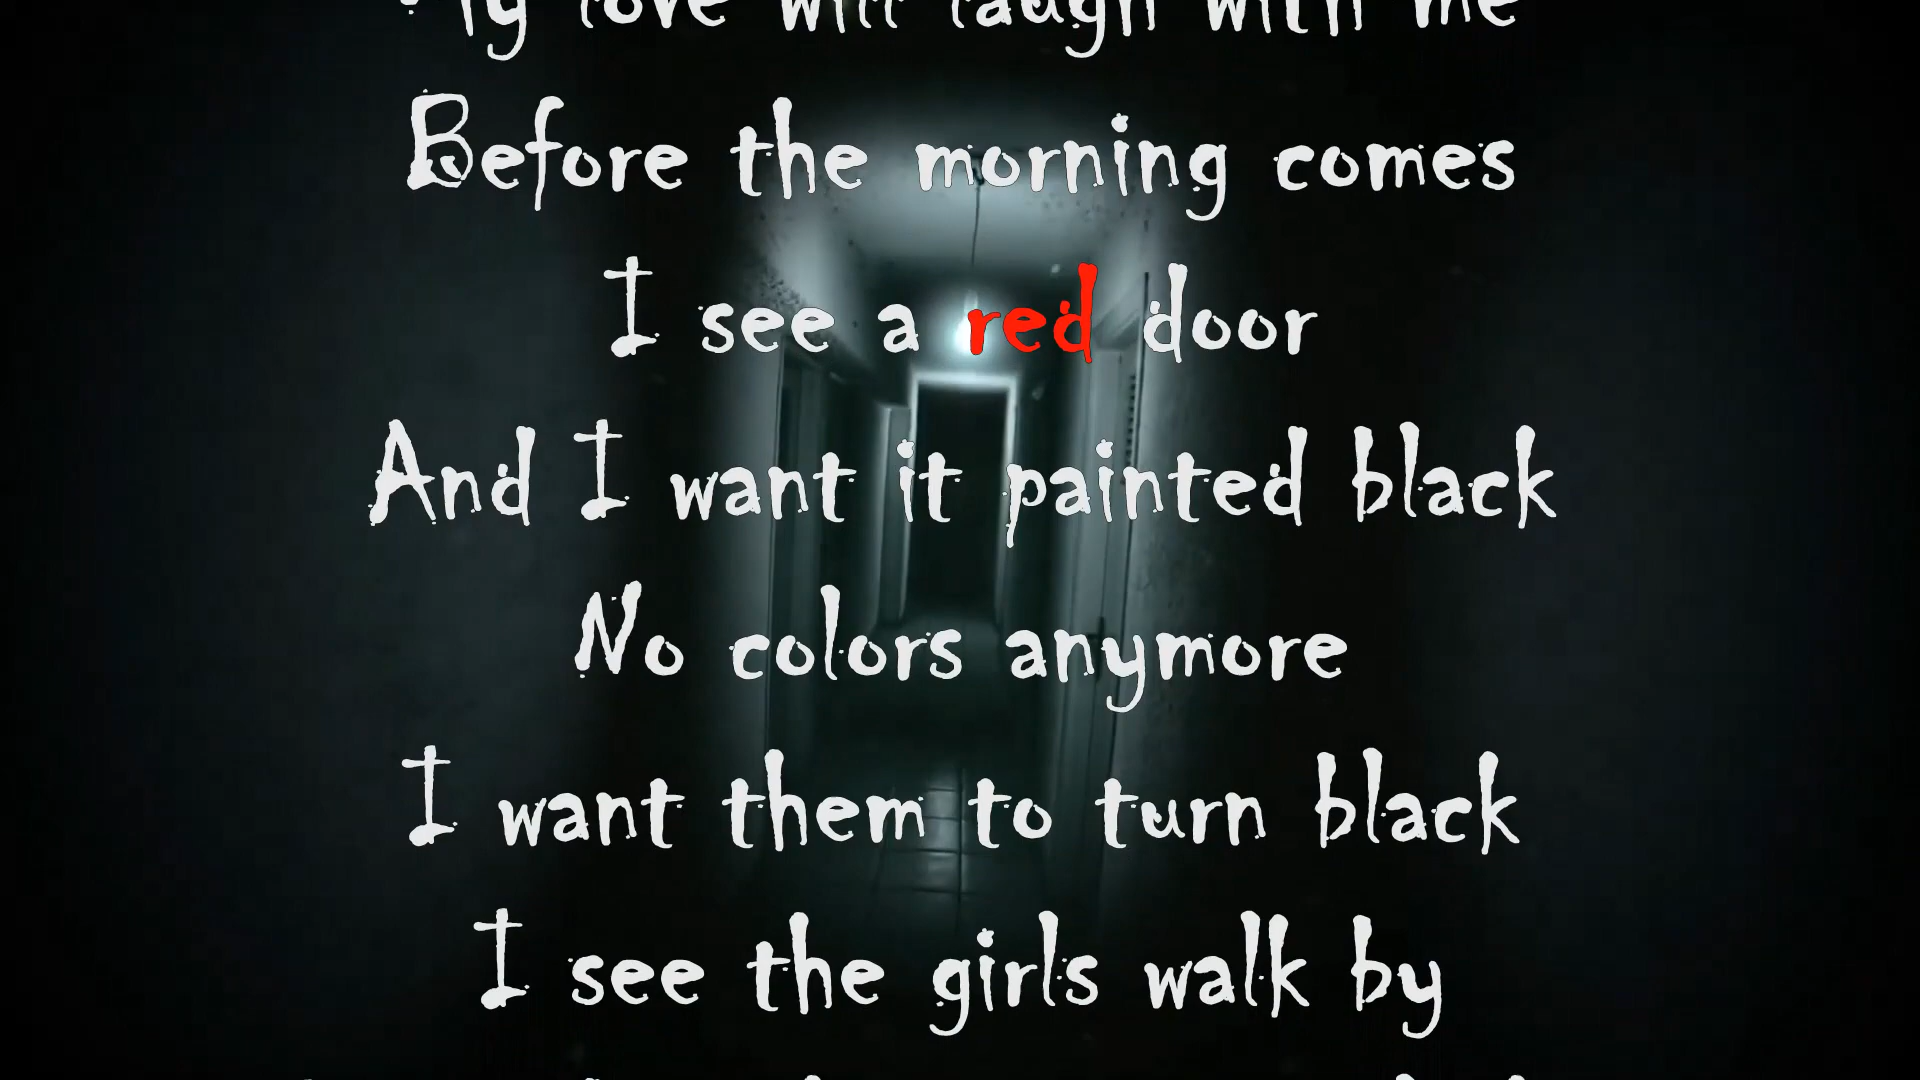 My love will laugh with me
Before the morning comes
I see a red door
And I want it painted black
No colors anymore
I want them to turn black
I see the girls walk by